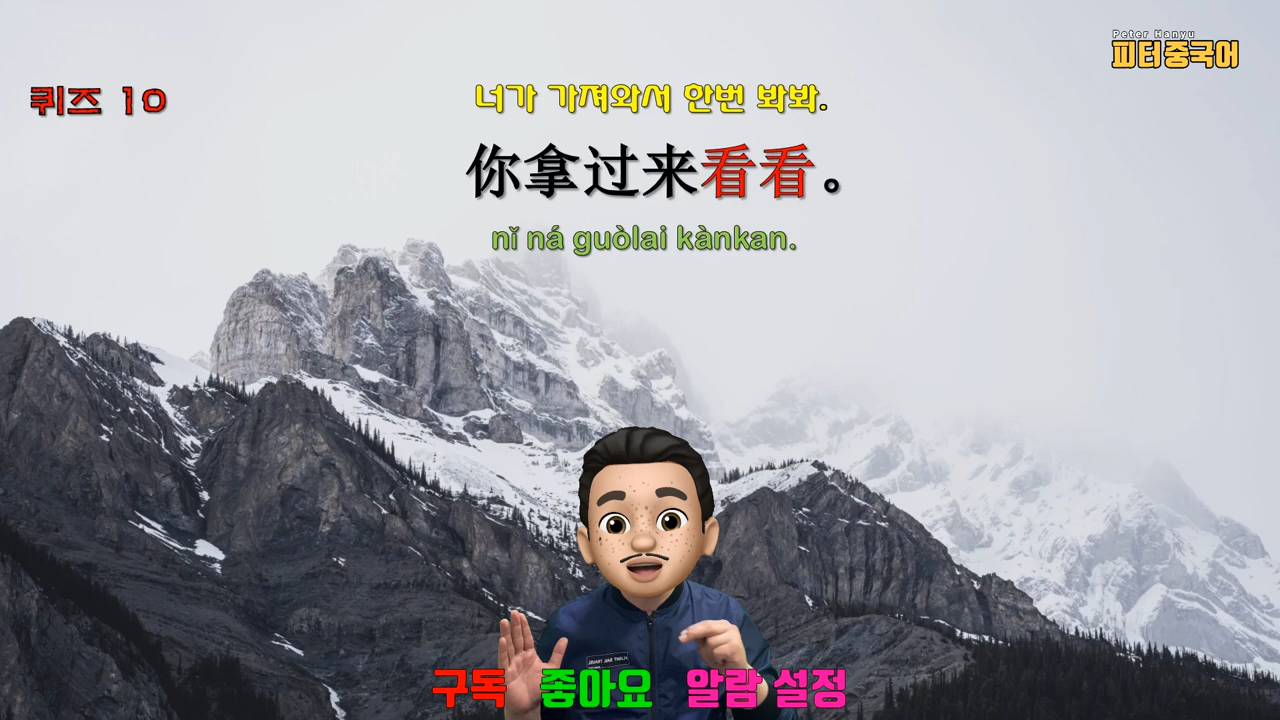 Peter Hanyu
피터 중국어
퀴즈 10
너가 가져와서 한번 봐봐.
你拿过来看看。
nǐ ná guòlai kànkan.
구독 좋아요 알람 설정